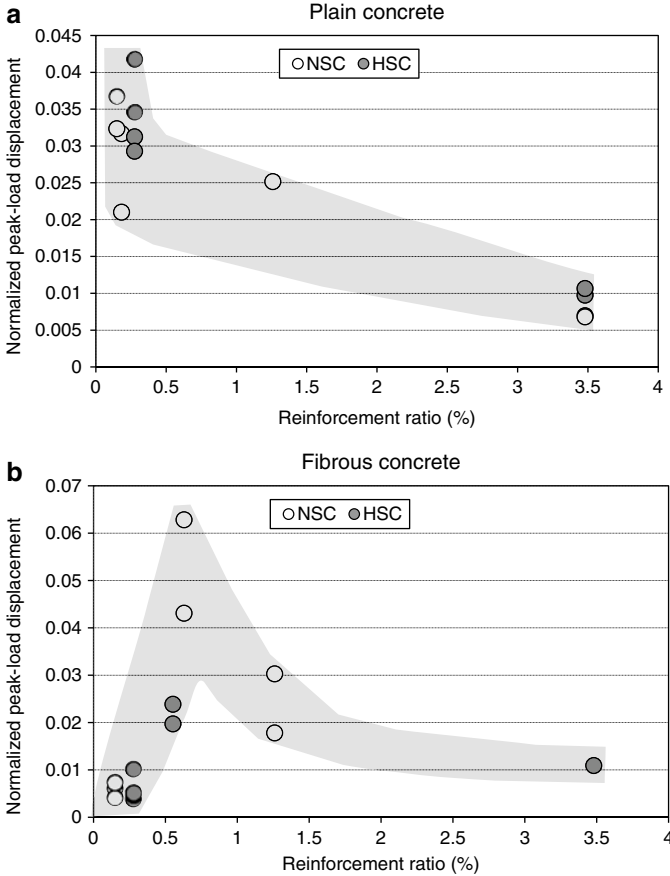 a
Plain concrete
0.045
0.04
0.035
0.03
0.025
0.02
0.015
0.01
0.005
0
NSC HSC
Normalized peak-load displacement
0 0.5 1 1.5 2 2.5 3 3.5 4
Reinforcement ratio (%)
b
Fibrous concrete
0.07
0.06
0.05
0.04
0.03
0.02
0.01
0
NSC HSC
Normalized peak-load displacement
0 0.5 1 1.5 2 2.5 3 3.5 4
Reinforcement ratio (%)